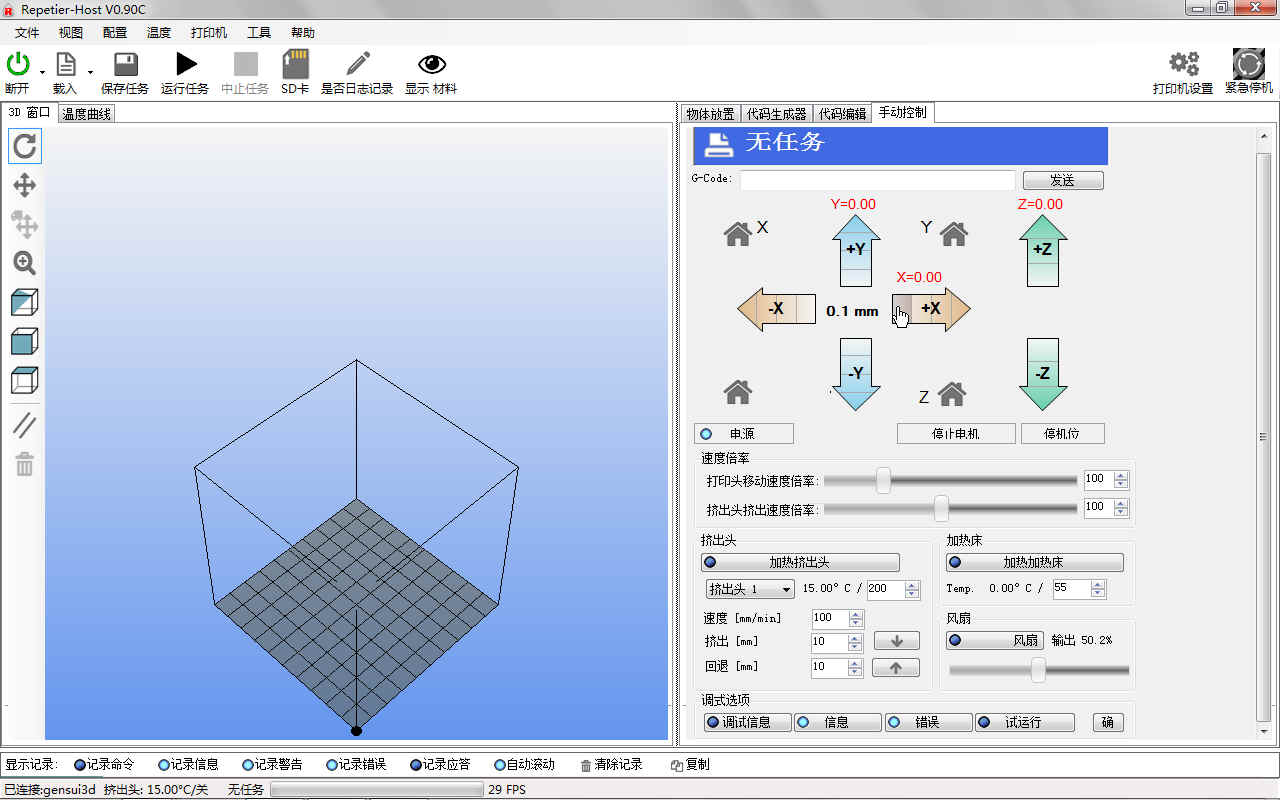 Repetier-Host V0.90C
文件 视图 配置 温度 打印机 工具 帮助
断开 载入 保存任务 运行任务 中止任务 SD卡 是否日志记录 显示 材料 打印机设置 紧急停机
3D 窗口 温度曲线 物体放置 代码生成器 代码编辑 手动控制
无任务
G-Code: 发送
Y=0.00 Z=0.00
X +Y Y +Z
X=0.00
-X 0.1 mm +X
-Y Z -Z
电源 停止电机 停机位
速度倍率
打印头移动速度倍率: 100
挤出头挤出速度倍率: 100
挤出头 加热床
加热挤出头 加热加热床
挤出头 1 15.00° C / 200 Temp. 0.00° C / 55
速度 [mm/min] 100 风扇
挤出 [mm] 10 风扇 输出 50.2%
回退 [mm] 10
调式选项
调试信息 信息 错误 试运行 确
显示记录: 记录命令 记录信息 记录警告 记录错误 记录应答 自动滚动 清除记录 复制
已连接:gensui3d 挤出头: 15.00°C/关 无任务 29 FPS